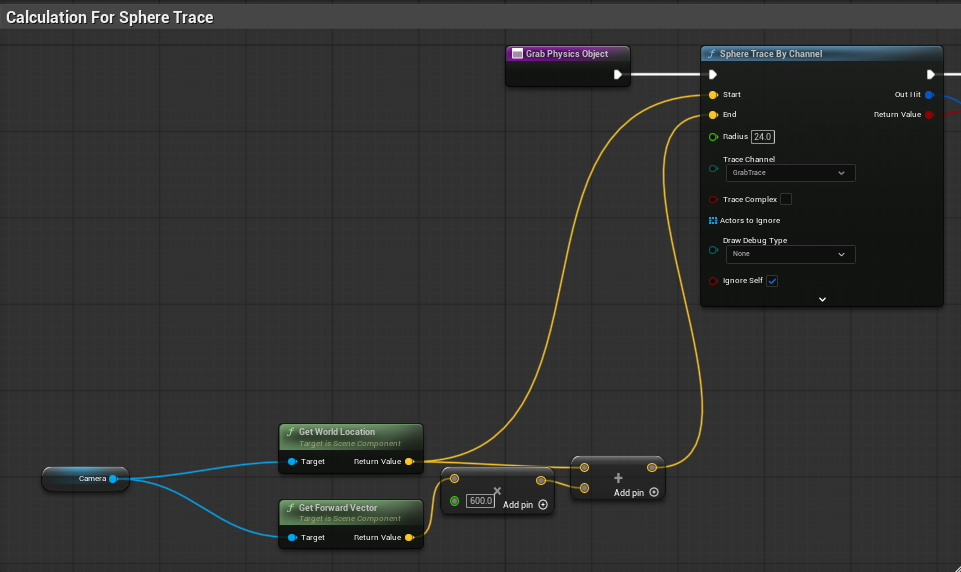 Calculation For Sphere Trace
Grab Physics Object
Sphere Trace By Channel
Start
Out Hit
End
Return Value
Radius 24.0
Trace Channel
GrabTrace
Trace Complex
Actors to Ignore
Draw Debug Type
None
Ignore Self
Get World Location
Target is Scene Component
Target Return Value
Camera
Get Forward Vector
Target is Scene Component
Target Return Value
600.0
Add pin
Add pin